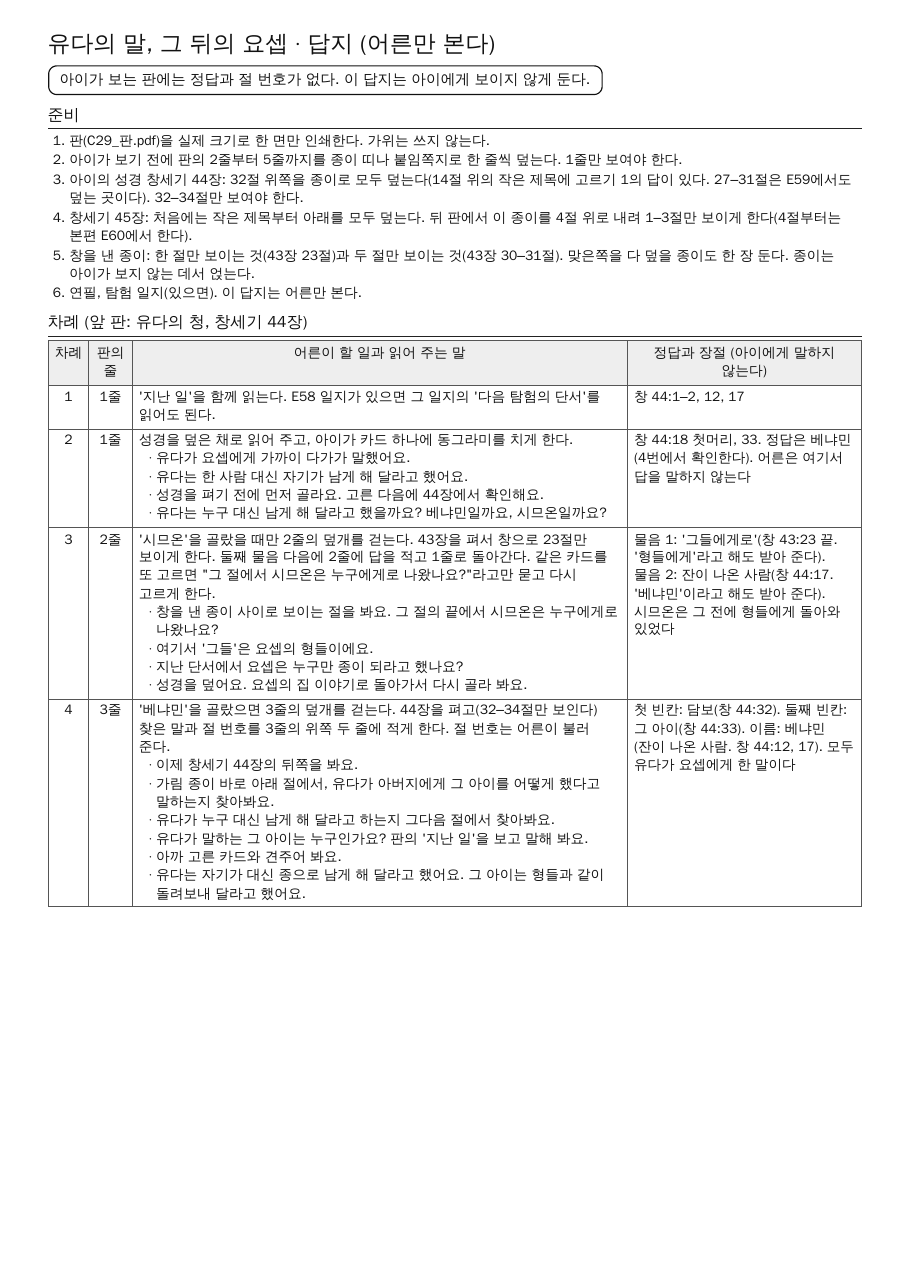 유다의 말, 그 뒤의 요셉 · 답지 (어른만 본다)
아이가 보는 판에는 정답과 절 번호가 없다. 이 답지는 아이에게 보이지 않게 둔다.
준비
1. 판(C29_판.pdf)을 실제 크기로 한 면만 인쇄한다. 가위는 쓰지 않는다.
2. 아이가 보기 전에 판의 2줄부터 5줄까지를 종이 띠나 붙임쪽지로 한 줄씩 덮는다. 1줄만 보여야 한다.
3. 아이의 성경 창세기 44장: 32절 위쪽을 종이로 모두 덮는다(14절 위의 작은 제목에 고르기 1의 답이 있다. 27–31절은 E59에서도
덮는 곳이다). 32–34절만 보여야 한다.
4. 창세기 45장: 처음에는 작은 제목부터 아래를 모두 덮는다. 뒤 판에서 이 종이를 4절 위로 내려 1–3절만 보이게 한다(4절부터는
본편 E60에서 한다).
5. 창을 낸 종이: 한 절만 보이는 것(43장 23절)과 두 절만 보이는 것(43장 30–31절). 맞은쪽을 다 덮을 종이도 한 장 둔다. 종이는
아이가 보지 않는 데서 얹는다.
6. 연필, 탐험 일지(있으면). 이 답지는 어른만 본다.
차례 (앞 판: 유다의 청, 창세기 44장)
차례 판의 어른이 할 일과 읽어 주는 말 정답과 장절 (아이에게 말하지
줄 않는다)
1 1줄 '지난 일'을 함께 읽는다. E58 일지가 있으면 그 일지의 '다음 탐험의 단서'를 창 44:1–2, 12, 17
읽어도 된다.
2 1줄 성경을 덮은 채로 읽어 주고, 아이가 카드 하나에 동그라미를 치게 한다. 창 44:18 첫머리, 33. 정답은 베냐민
· 유다가 요셉에게 가까이 다가가 말했어요. (4번에서 확인한다). 어른은 여기서
· 유다는 한 사람 대신 자기가 남게 해 달라고 했어요. 답을 말하지 않는다
· 성경을 펴기 전에 먼저 골라요. 고른 다음에 44장에서 확인해요.
· 유다는 누구 대신 남게 해 달라고 했을까요? 베냐민일까요, 시므온일까요?
3 2줄 '시므온'을 골랐을 때만 2줄의 덮개를 걷는다. 43장을 펴서 창으로 23절만 물음 1: '그들에게로'(창 43:23 끝.
보이게 한다. 둘째 물음 다음에 2줄에 답을 적고 1줄로 돌아간다. 같은 카드를 '형들에게'라고 해도 받아 준다).
또 고르면 "그 절에서 시므온은 누구에게로 나왔나요?"라고만 묻고 다시 물음 2: 잔이 나온 사람(창 44:17.
고르게 한다. '베냐민'이라고 해도 받아 준다).
· 창을 낸 종이 사이로 보이는 절을 봐요. 그 절의 끝에서 시므온은 누구에게로 시므온은 그 전에 형들에게 돌아와
나왔나요? 있었다
· 여기서 '그들'은 요셉의 형들이에요.
· 지난 단서에서 요셉은 누구만 종이 되라고 했나요?
· 성경을 덮어요. 요셉의 집 이야기로 돌아가서 다시 골라 봐요.
4 3줄 '베냐민'을 골랐으면 3줄의 덮개를 걷는다. 44장을 펴고(32–34절만 보인다) 첫 빈칸: 담보(창 44:32). 둘째 빈칸:
찾은 말과 절 번호를 3줄의 위쪽 두 줄에 적게 한다. 절 번호는 어른이 불러 그 아이(창 44:33). 이름: 베냐민
준다. (잔이 나온 사람. 창 44:12, 17). 모두
· 이제 창세기 44장의 뒤쪽을 봐요. 유다가 요셉에게 한 말이다
· 가림 종이 바로 아래 절에서, 유다가 아버지에게 그 아이를 어떻게 했다고
말하는지 찾아봐요.
· 유다가 누구 대신 남게 해 달라고 하는지 그다음 절에서 찾아봐요.
· 유다가 말하는 그 아이는 누구인가요? 판의 '지난 일'을 보고 말해 봐요.
· 아까 고른 카드와 견주어 봐요.
· 유다는 자기가 대신 종으로 남게 해 달라고 했어요. 그 아이는 형들과 같이
돌려보내 달라고 했어요.